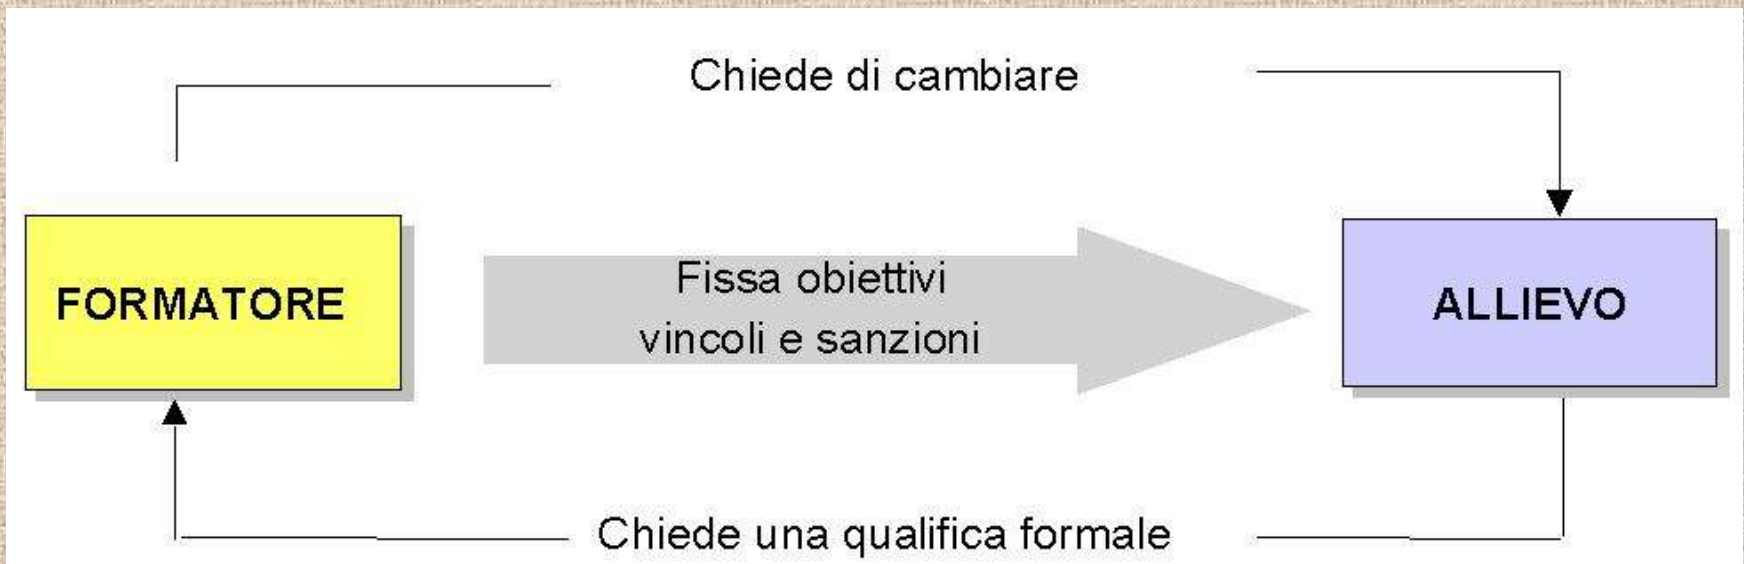 Chiede di cambiare
FORMATORE
Fissa obiettivi
vincoli e sanzioni
ALLIEVO
Chiede una qualifica formale